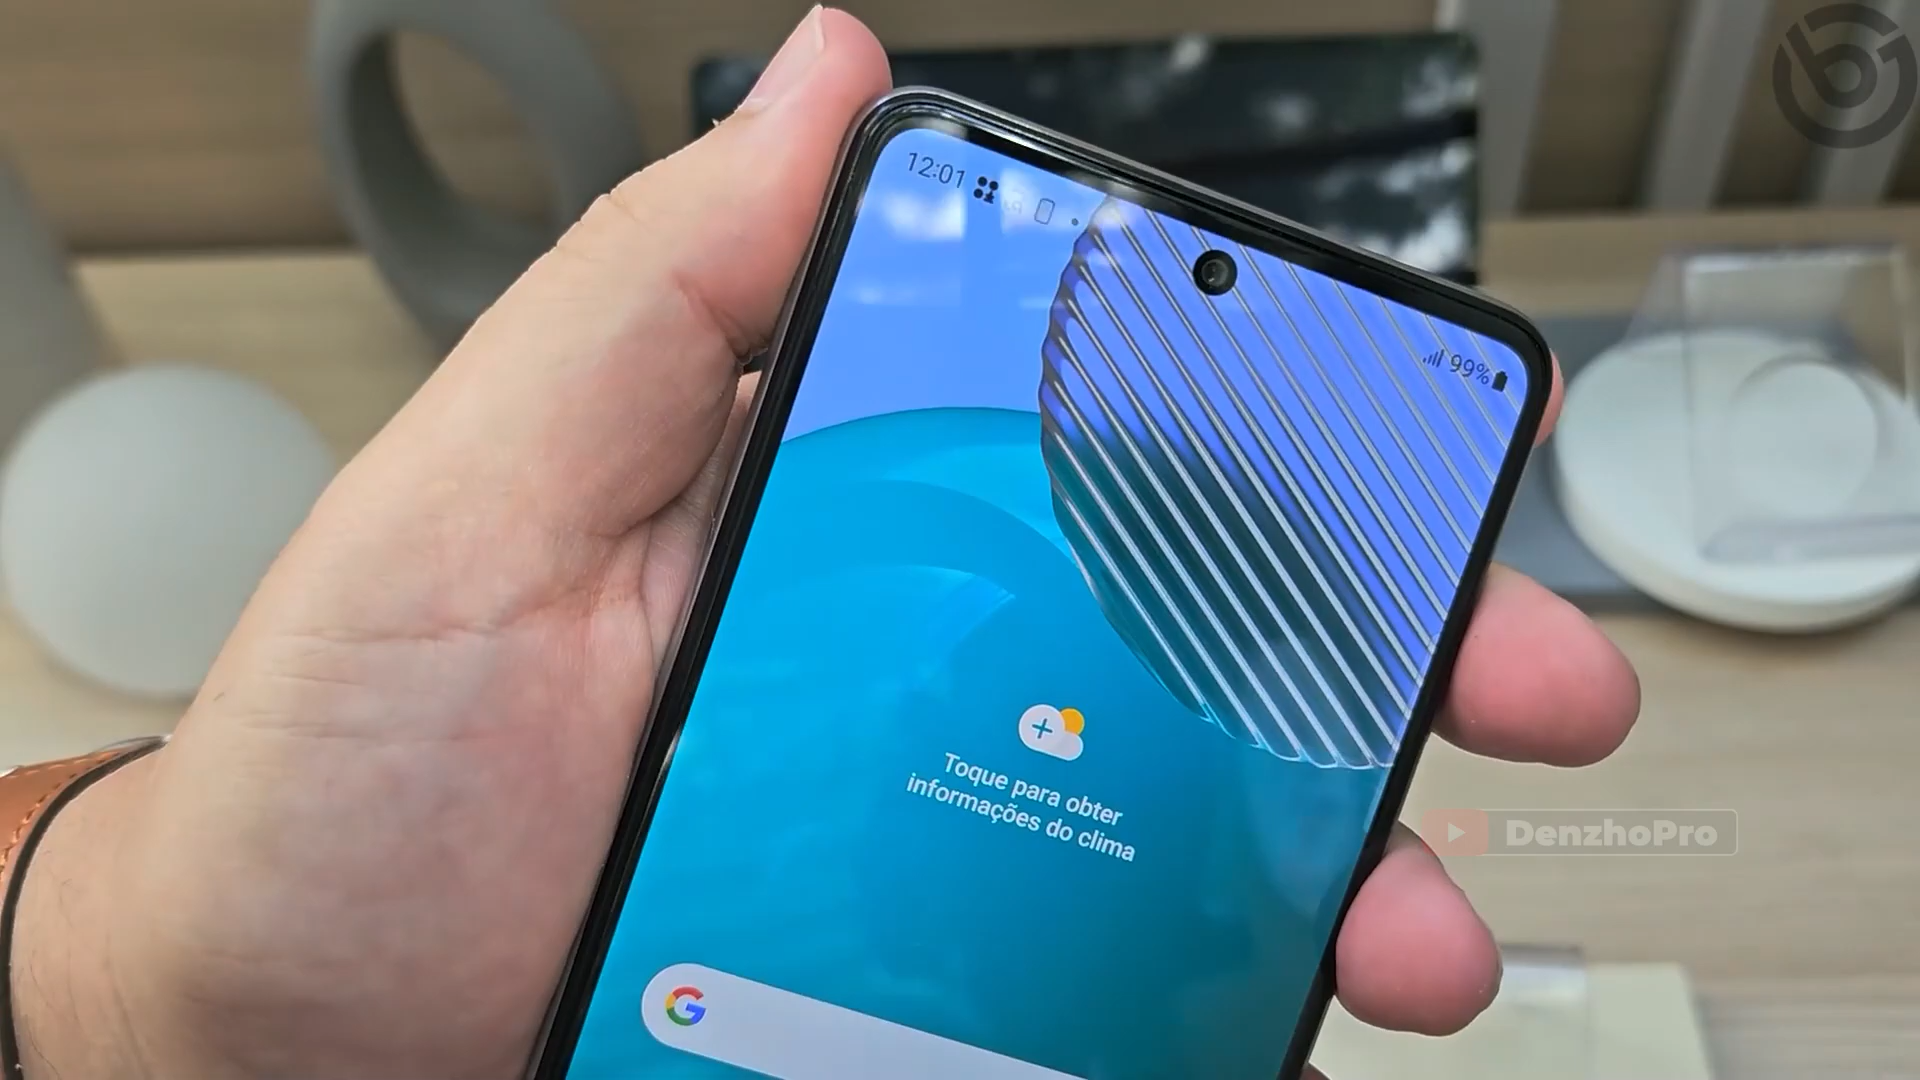 12:01
99%
Toque para obter
informações do clima
G
DenzhoPro